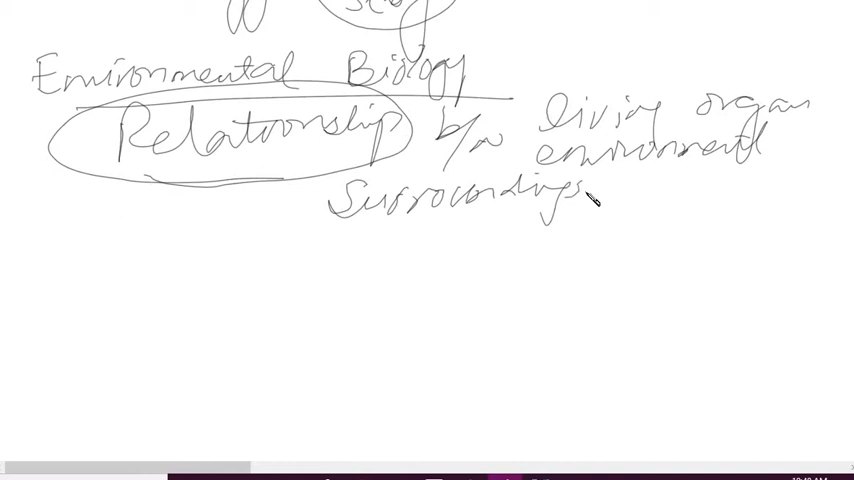 Environmental Biology
Relationship b/w living organ
environment
Surroundings